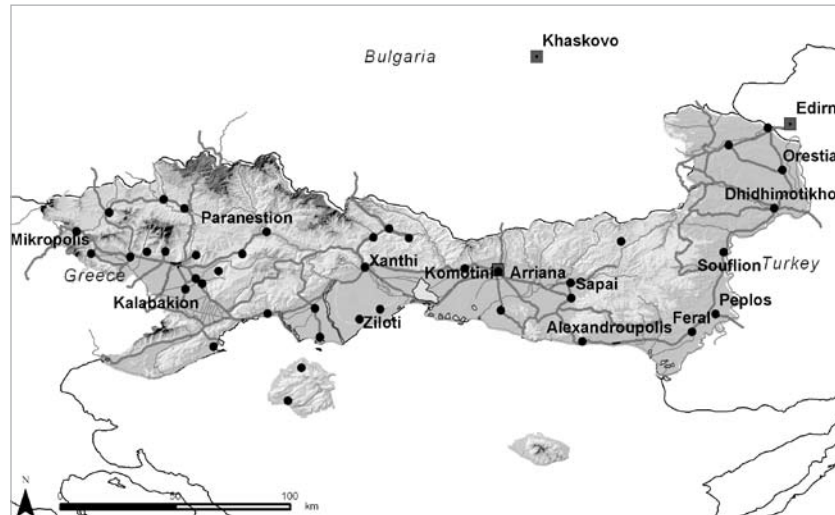 Khaskovo
Bulgaria
Edirn
Orestia
Dhidhimotikho
Paranestion
Mikropolis
Xanthi
Souflion
Greece
Komotini
Arriana
Turkey
Sapai
Kalabakion
Peplos
Ziloti
Feral
Alexandroupolis
N
0
50
100
km